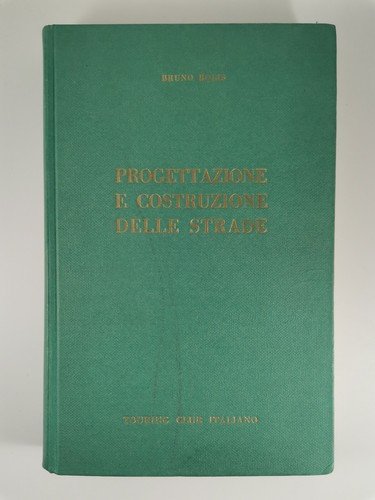 BRUNO BOLIS
PROGETTAZIONE
E COSTRUZIONE
DELLE STRADE
TOURING CLUB ITALIANO